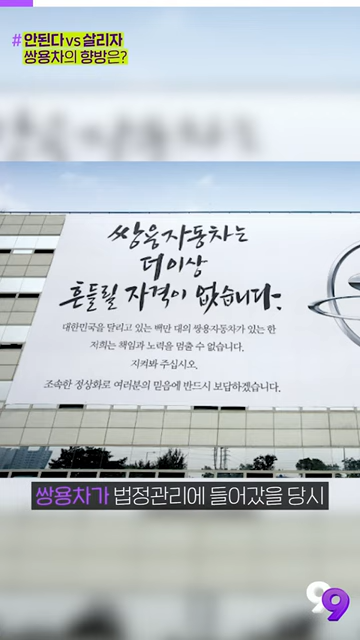 #안된다 vs 살리자
쌍용차의 향방은?
쌍용자동차는
더이상
흔들릴 자격이 없습니다.
대한민국을 달리고 있는 백만 대의 쌍용자동차가 있는 한
저희는 책임과 노력을 멈출 수 없습니다.
지켜봐 주십시오.
조속한 정상화로 여러분의 믿음에 반드시 보답하겠습니다.
쌍용차가 법정관리에 들어갔을 당시
99